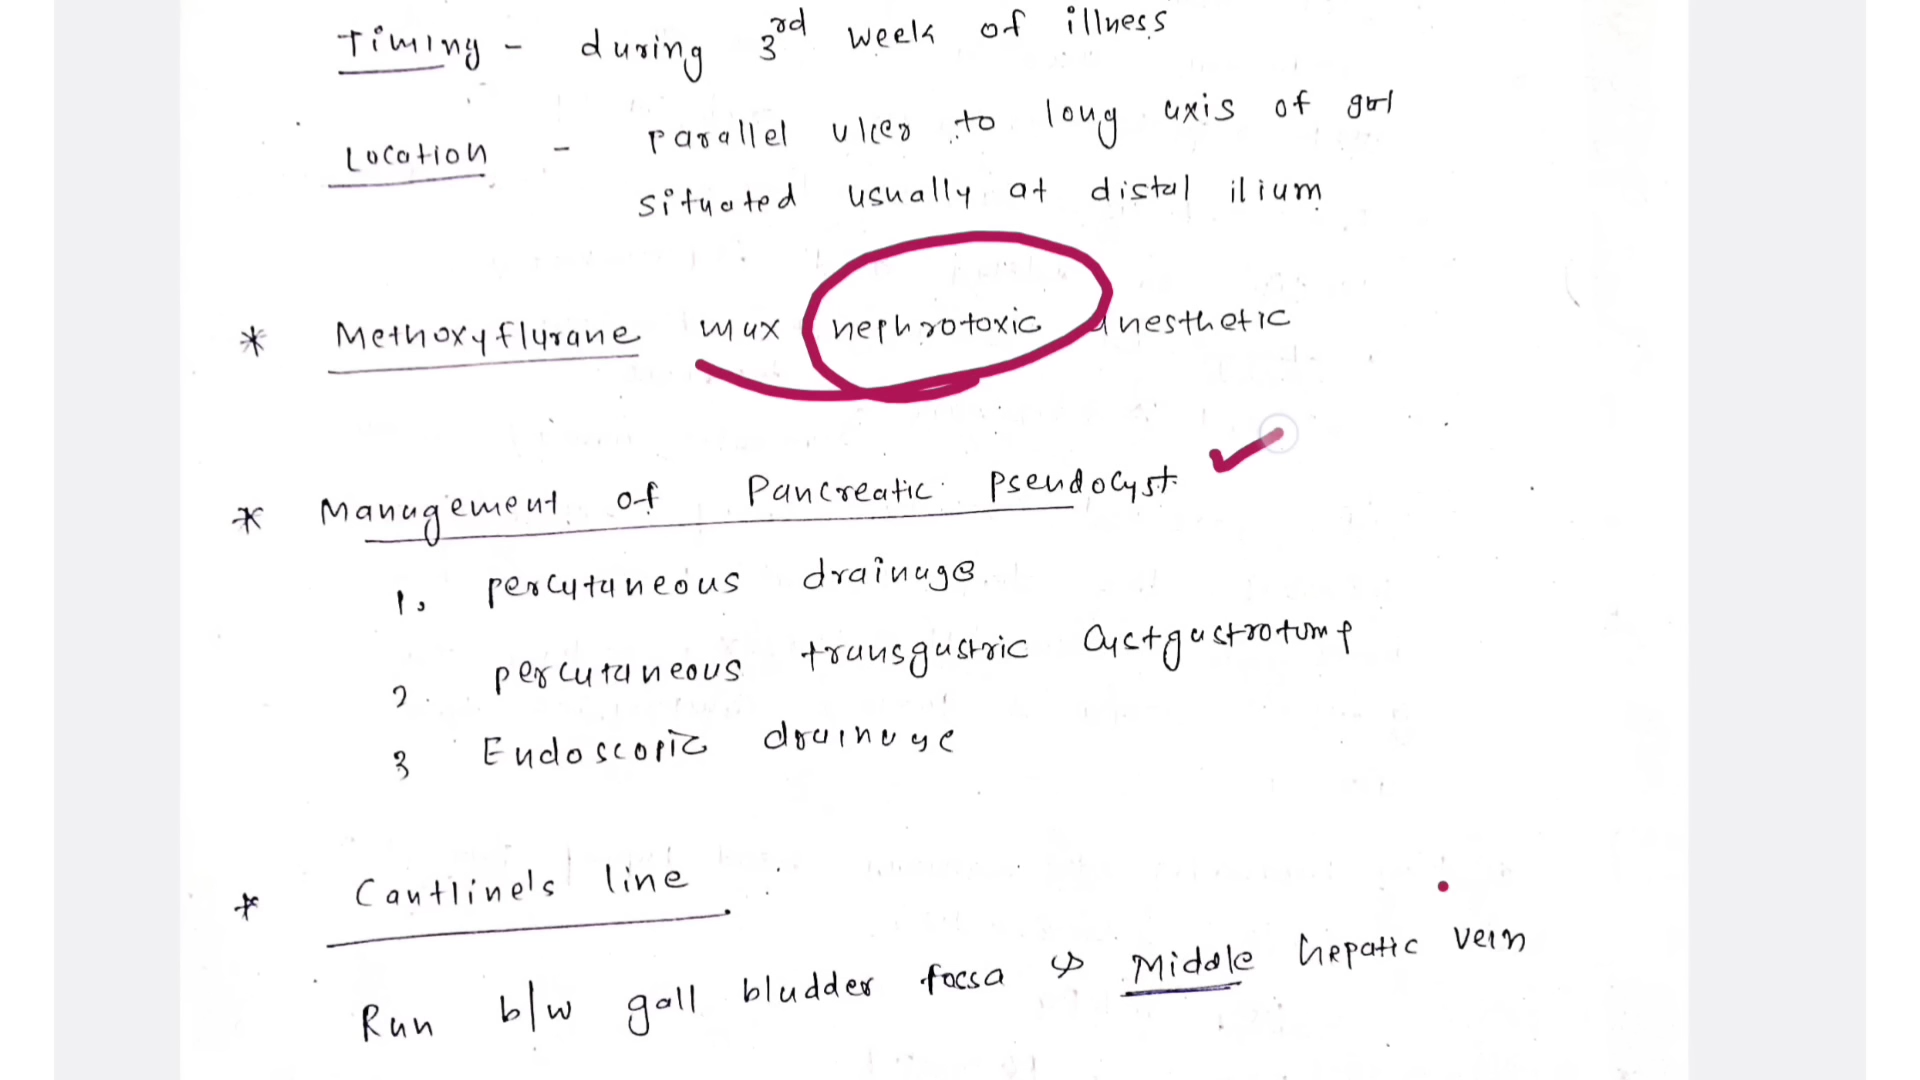 Timing - during 3rd week of illness
Location - parallel ulcer to long axis of gut
situated usually at distal ilium
* Methoxyflurane max nephrotoxic anesthetic
* Management of Pancreatic Pseudocyst
1. percutaneous drainage
2. percutaneous transgastric
3 Endoscopic drainage
* Cantline's line
Run b/w gall bladder focsa & Middle hepatic vein